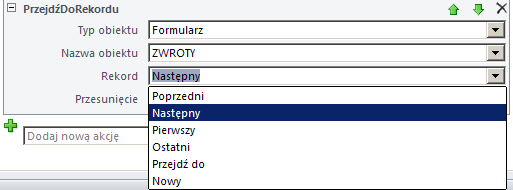 PrzejdźDoRekordu
Typ obiektu Formularz
Nazwa obiektu ZWROTY
Rekord Następny
Przesunięcie
Poprzedni
Następny
Pierwszy
Ostatni
Przejdź do
Nowy
Dodaj nową akcję